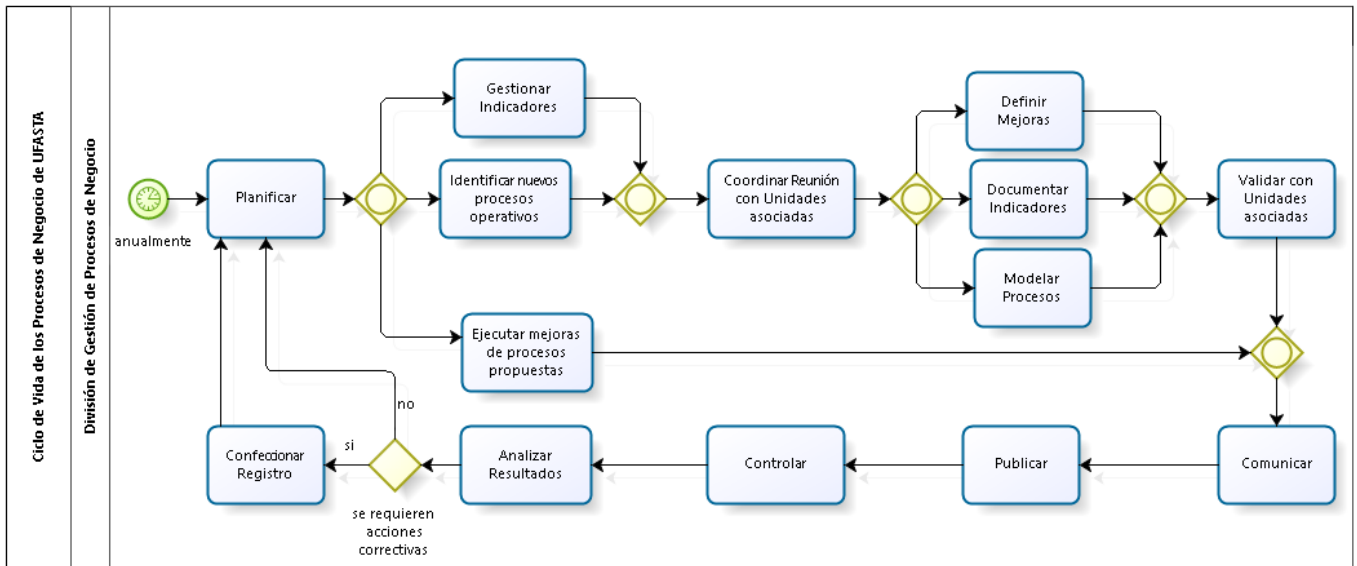 Ciclo de Vida de los Procesos de Negocio de UFASTA
División de Gestión de Procesos de Negocio
anualmente
Planificar
Gestionar
Indicadores
Identificar nuevos
procesos
operativos
Ejecutar mejoras
de procesos
propuestas
Coordinar Reunión
con Unidades
asociadas
Definir
Mejoras
Documentar
Indicadores
Modelar
Procesos
Validar con
Unidades
asociadas
Comunicar
Publicar
Controlar
Analizar
Resultados
se requieren
acciones
correctivas
no
si
Confeccionar
Registro